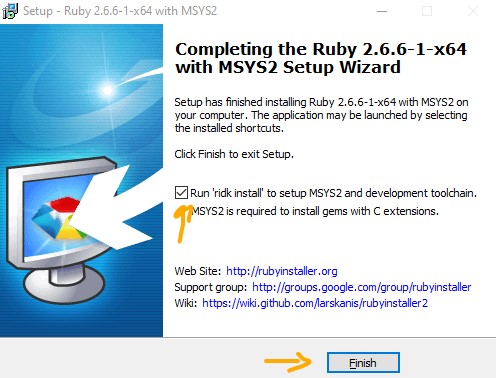 Setup - Ruby 2.6.6-1-x64 with MSYS2
Completing the Ruby 2.6.6-1-x64
with MSYS2 Setup Wizard
Setup has finished installing Ruby 2.6.6-1-x64 with MSYS2 on
your computer. The application may be launched by selecting
the installed shortcuts.
Click Finish to exit Setup.
Run 'ridk install' to setup MSYS2 and development toolchain.
MSYS2 is required to install gems with C extensions.
Web Site: http://rubyinstaller.org
Support group: http://groups.google.com/group/rubyinstaller
Wiki: https://wiki.github.com/larskanis/rubyinstaller2
Finish